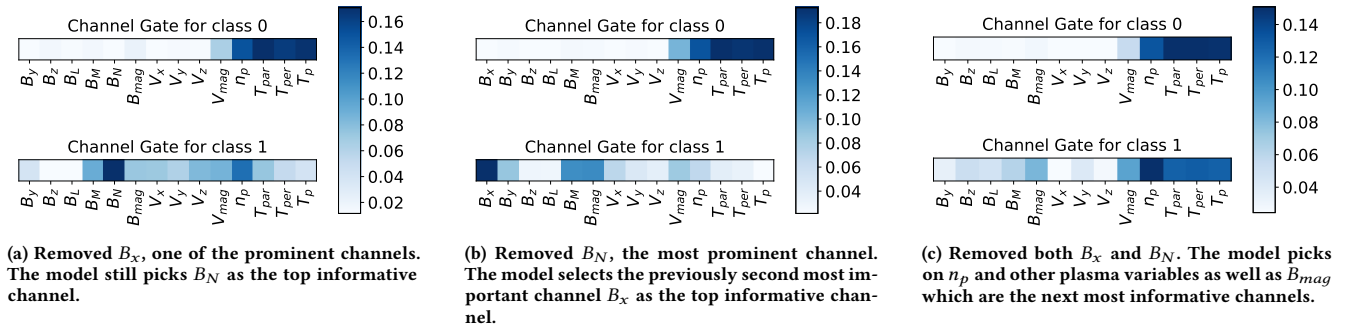 Channel Gate for class 0
B_y B_z B_L B_M B_N B_mag V_x V_y V_z V_mag n_p T_par T_per T_p
Channel Gate for class 1
B_y B_z B_L B_M B_N B_mag V_x V_y V_z V_mag n_p T_par T_per T_p
0.16
0.14
0.12
0.10
0.08
0.06
0.04
0.02
(a) Removed B_x, one of the prominent channels.
The model still picks B_N as the top informative
channel.
Channel Gate for class 0
B_x B_y B_z B_L B_M B_mag V_x V_y V_z V_mag n_p T_par T_per T_p
Channel Gate for class 1
B_x B_y B_z B_L B_M B_mag V_x V_y V_z V_mag n_p T_par T_per T_p
0.18
0.16
0.14
0.12
0.10
0.08
0.06
0.04
(b) Removed B_N, the most prominent channel.
The model selects the previously second most im-
portant channel B_x as the top informative chan-
nel.
Channel Gate for class 0
B_y B_z B_L B_M B_mag V_x V_y V_z V_mag n_p T_par T_per T_p
Channel Gate for class 1
B_y B_z B_L B_M B_mag V_x V_y V_z V_mag n_p T_par T_per T_p
0.14
0.12
0.10
0.08
0.06
0.04
(c) Removed both B_x and B_N. The model picks
on n_p and other plasma variables as well as B_mag
which are the next most informative channels.